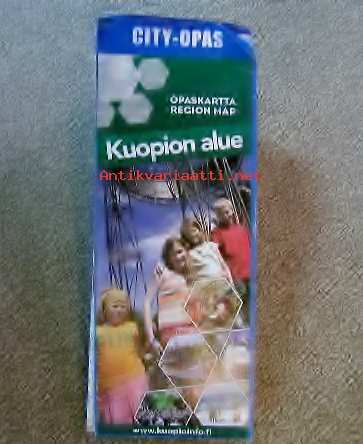 CITY-OPAS
OPASKARTTA
REGION MAP
Kuopion alue
Antikvariaatti.net
www.kuopioinfo.fi